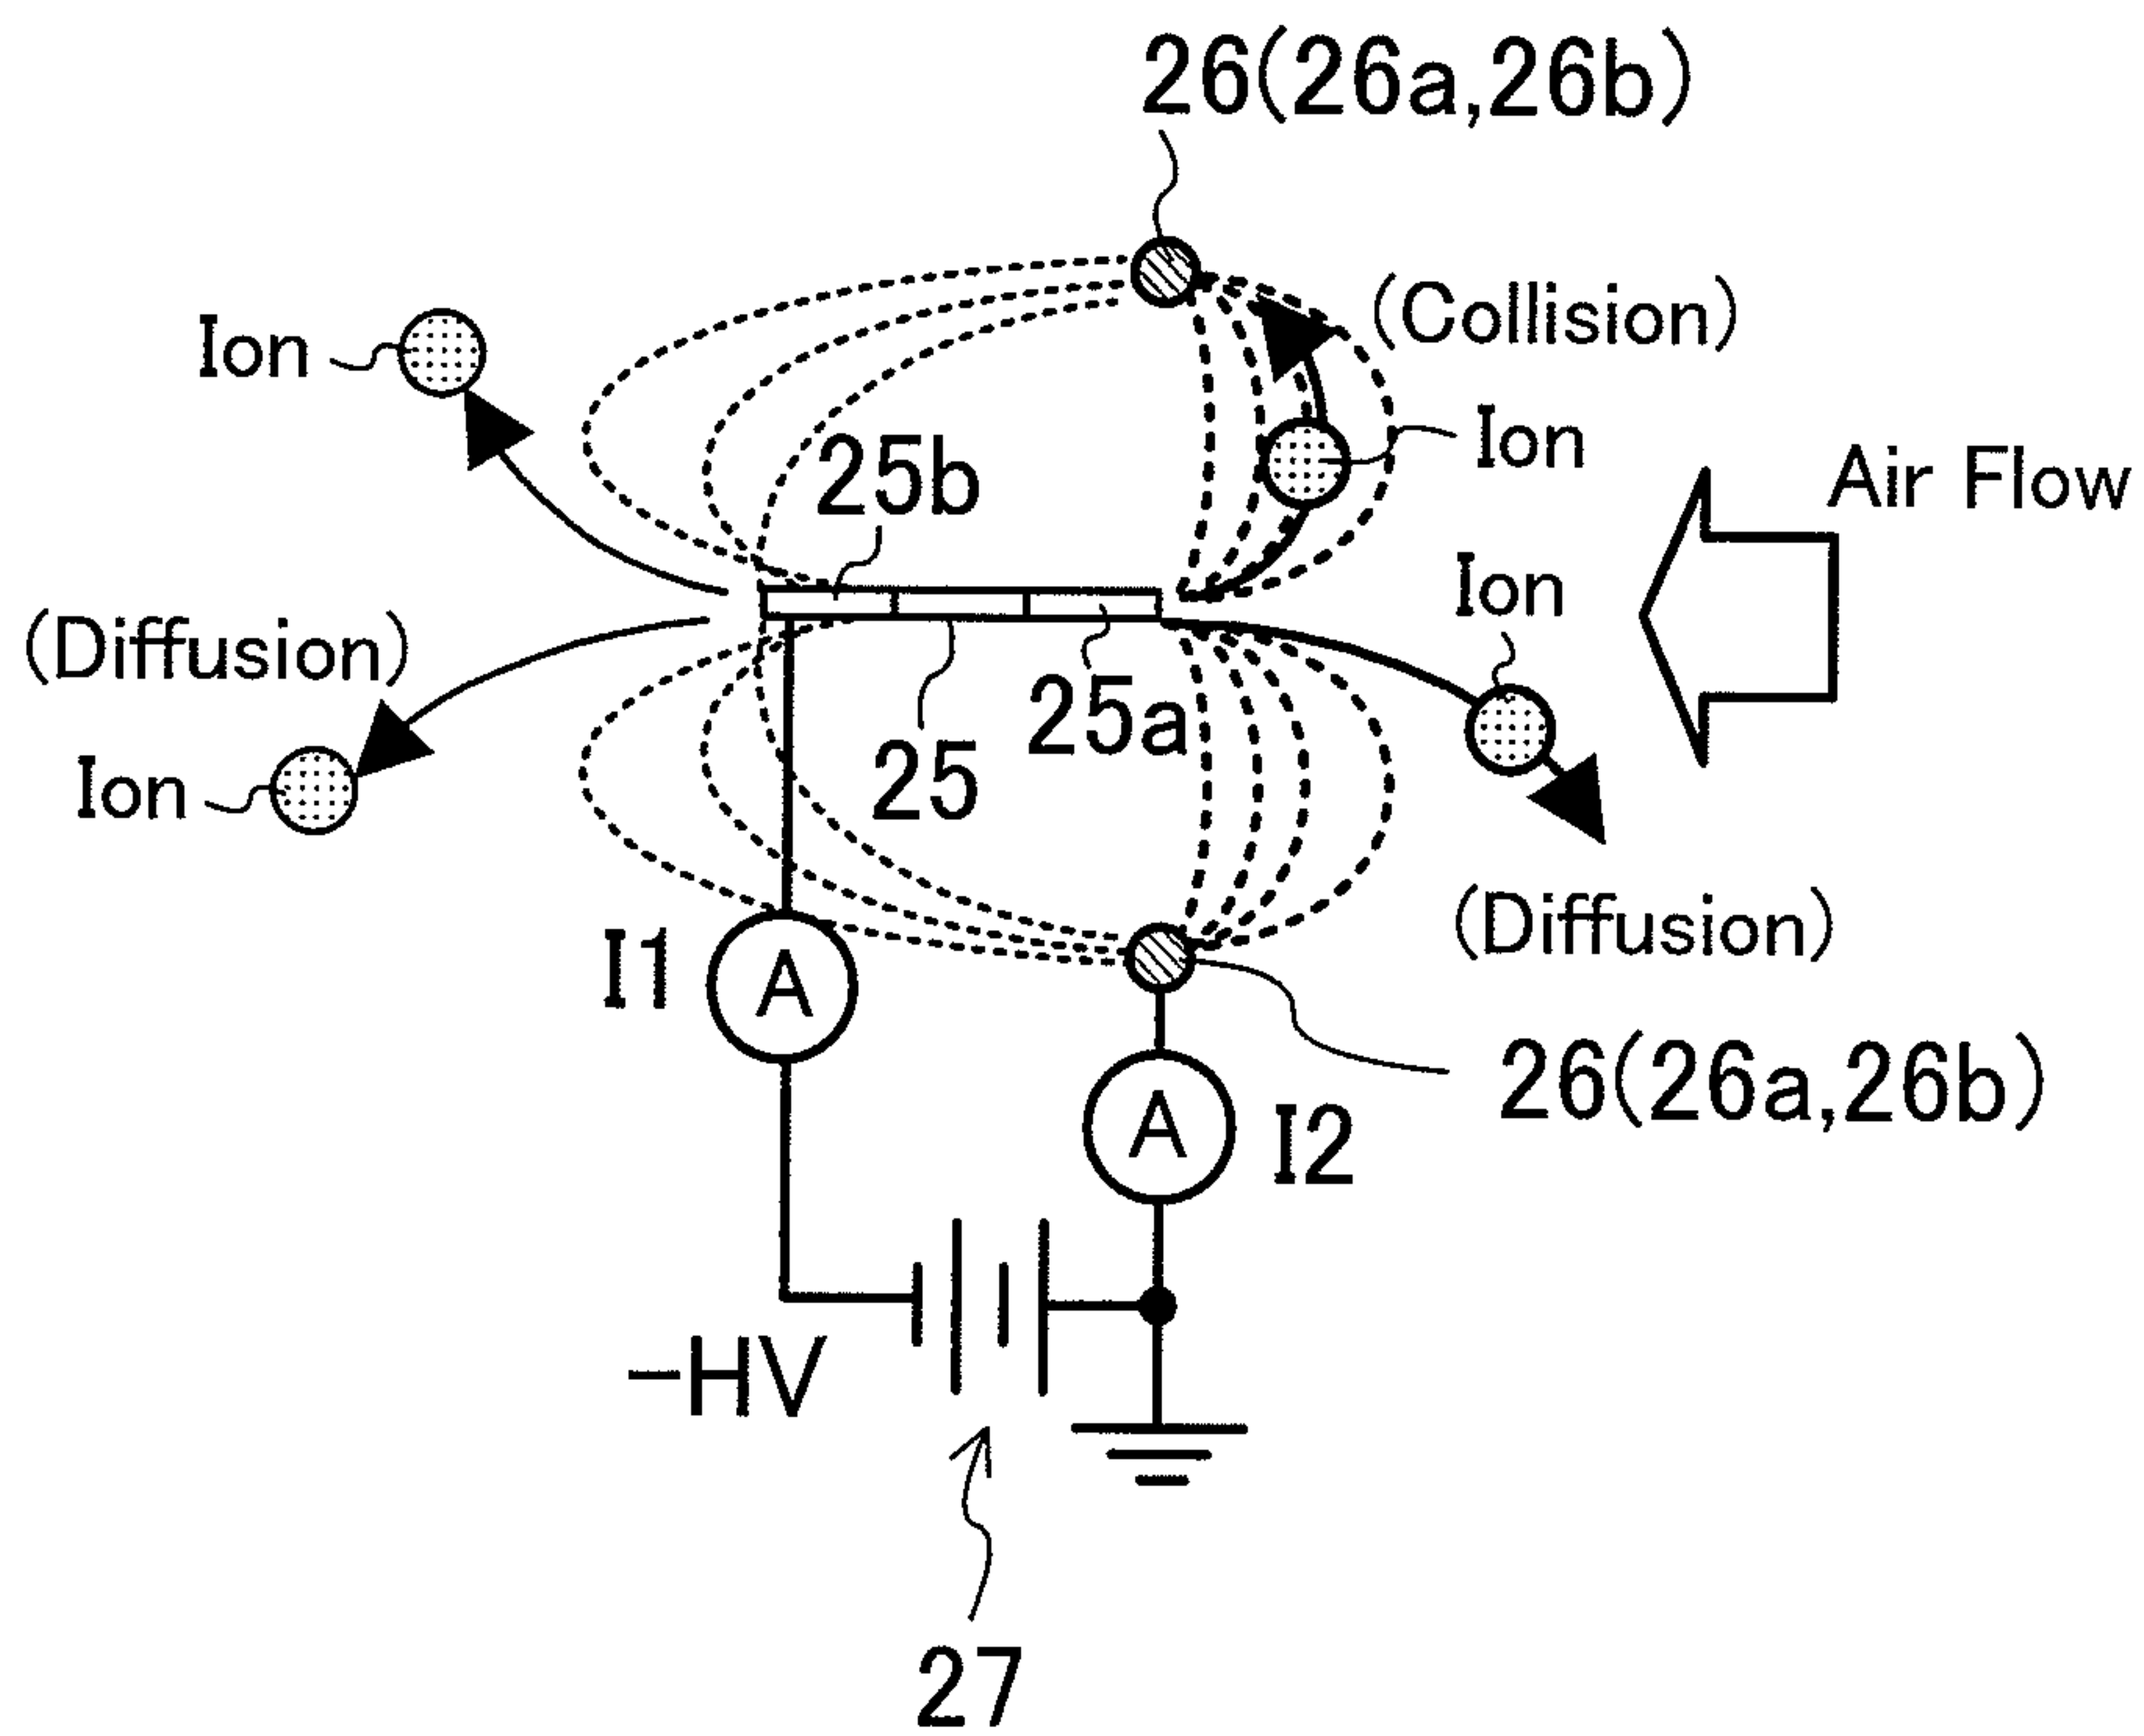 26(26a,26b)
(Collision)
Ion
Ion
Air Flow
25b
Ion
(Diffusion)
25a
25
Ion
(Diffusion)
I1
A
26(26a,26b)
A
I2
-HV
27